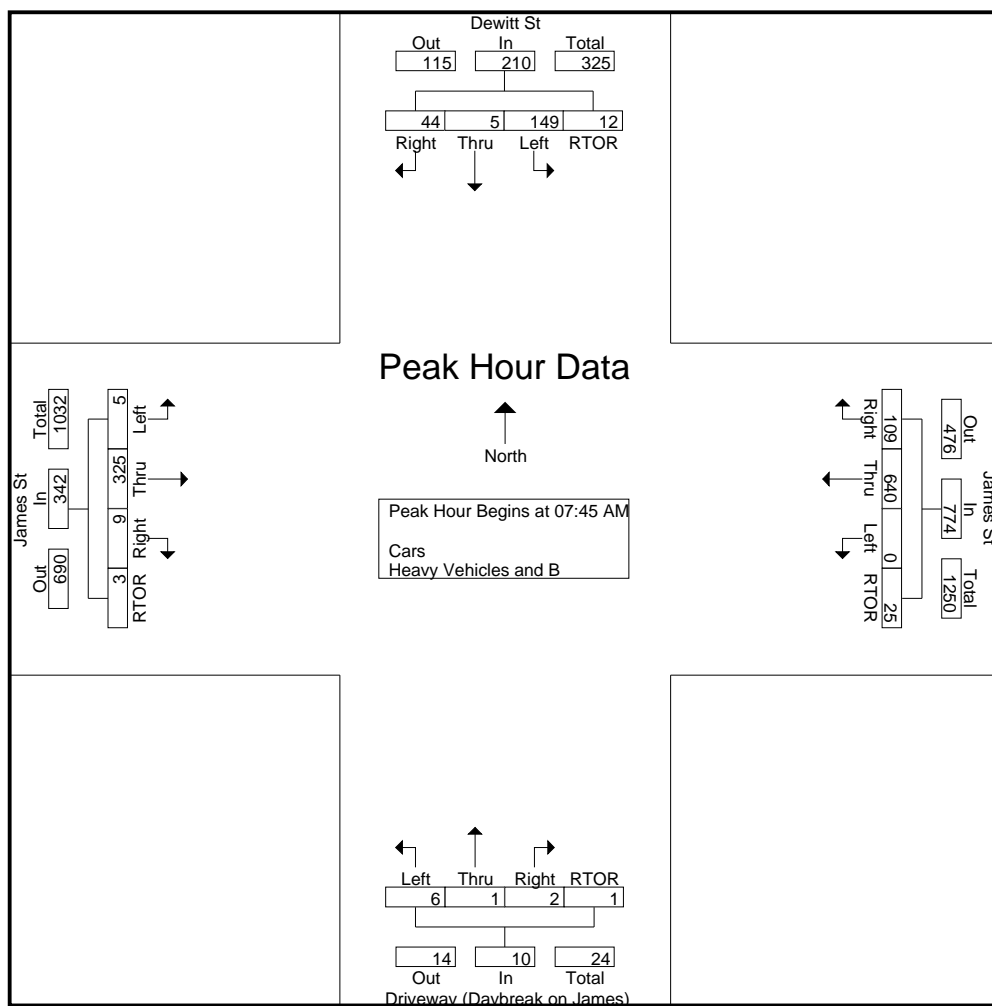 Dewitt St
Out In Total
115 210 325
44 5 149 12
Right Thru Left RTOR
Peak Hour Data
North
Peak Hour Begins at 07:45 AM
Cars
Heavy Vehicles and B
James St
Total In Out
1032 342 690
5 325 9 3
Left Thru Right RTOR
James St
Out In Total
476 774 1250
109 640 0 25
Right Thru Left RTOR
Left Thru Right RTOR
6 1 2 1
14 10 24
Out In Total
Driveway (Daybreak on James)